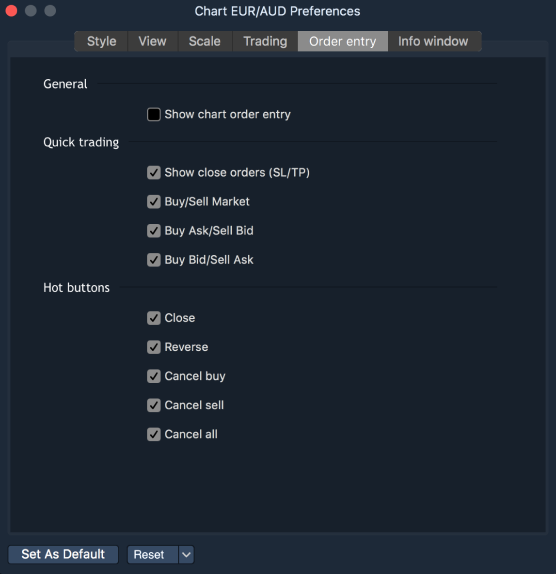 Chart EUR/AUD Preferences
Style View Scale Trading Order entry Info window
General
Show chart order entry
Quick trading
Show close orders (SL/TP)
Buy/Sell Market
Buy Ask/Sell Bid
Buy Bid/Sell Ask
Hot buttons
Close
Reverse
Cancel buy
Cancel sell
Cancel all
Set As Default Reset